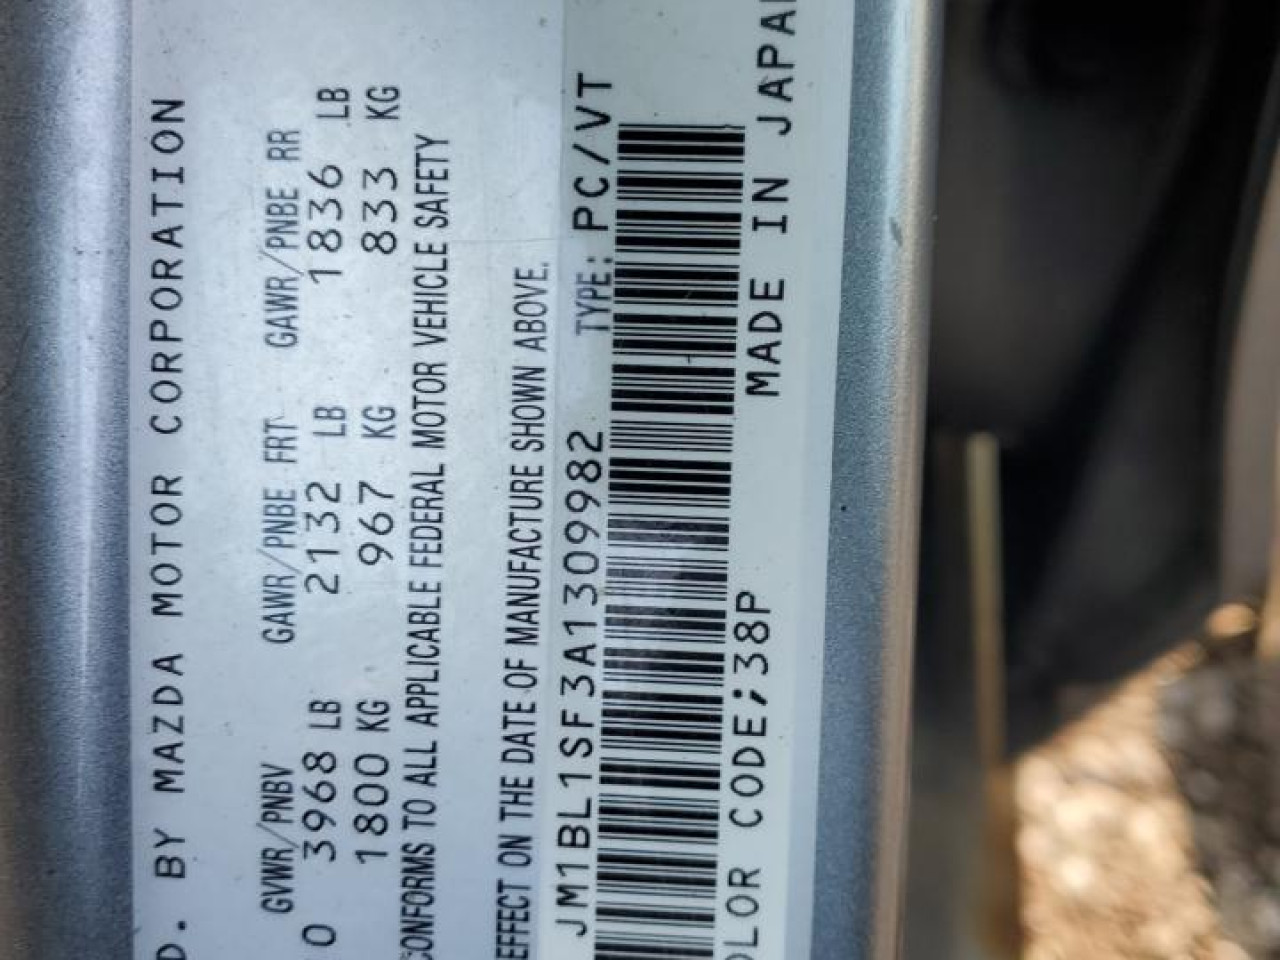 D. BY MAZDA MOTOR CORPORATION
GVWR/PNBV GAWR/PNBE FRT GAWR/PNBE RR
0 3968 LB 2132 LB 1836 LB
1800 KG 967 KG 833 KG
CONFORMS TO ALL APPLICABLE FEDERAL MOTOR VEHICLE SAFETY
EFFECT ON THE DATE OF MANUFACTURE SHOWN ABOVE.
JM1BL1SF3A1309982 TYPE: PC/VT
OLOR CODE;38P MADE IN JAPA